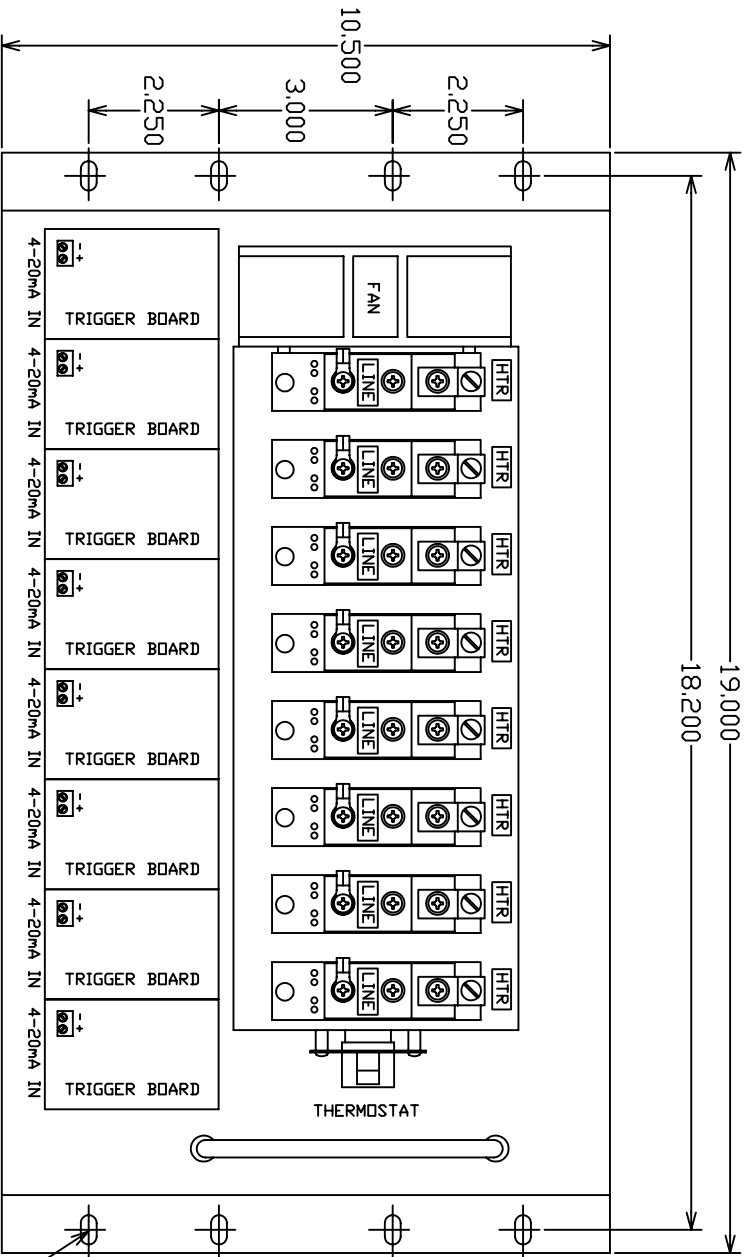 10.500
2.250
3.000
2.250
19.000
18.200
FAN
HTR
HTR
HTR
HTR
HTR
HTR
HTR
HTR
LINE
LINE
LINE
LINE
LINE
LINE
LINE
LINE
- +
TRIGGER BOARD
4-20mA IN
- +
TRIGGER BOARD
4-20mA IN
- +
TRIGGER BOARD
4-20mA IN
- +
TRIGGER BOARD
4-20mA IN
- +
TRIGGER BOARD
4-20mA IN
- +
TRIGGER BOARD
4-20mA IN
- +
TRIGGER BOARD
4-20mA IN
- +
TRIGGER BOARD
4-20mA IN
THERMOSTAT